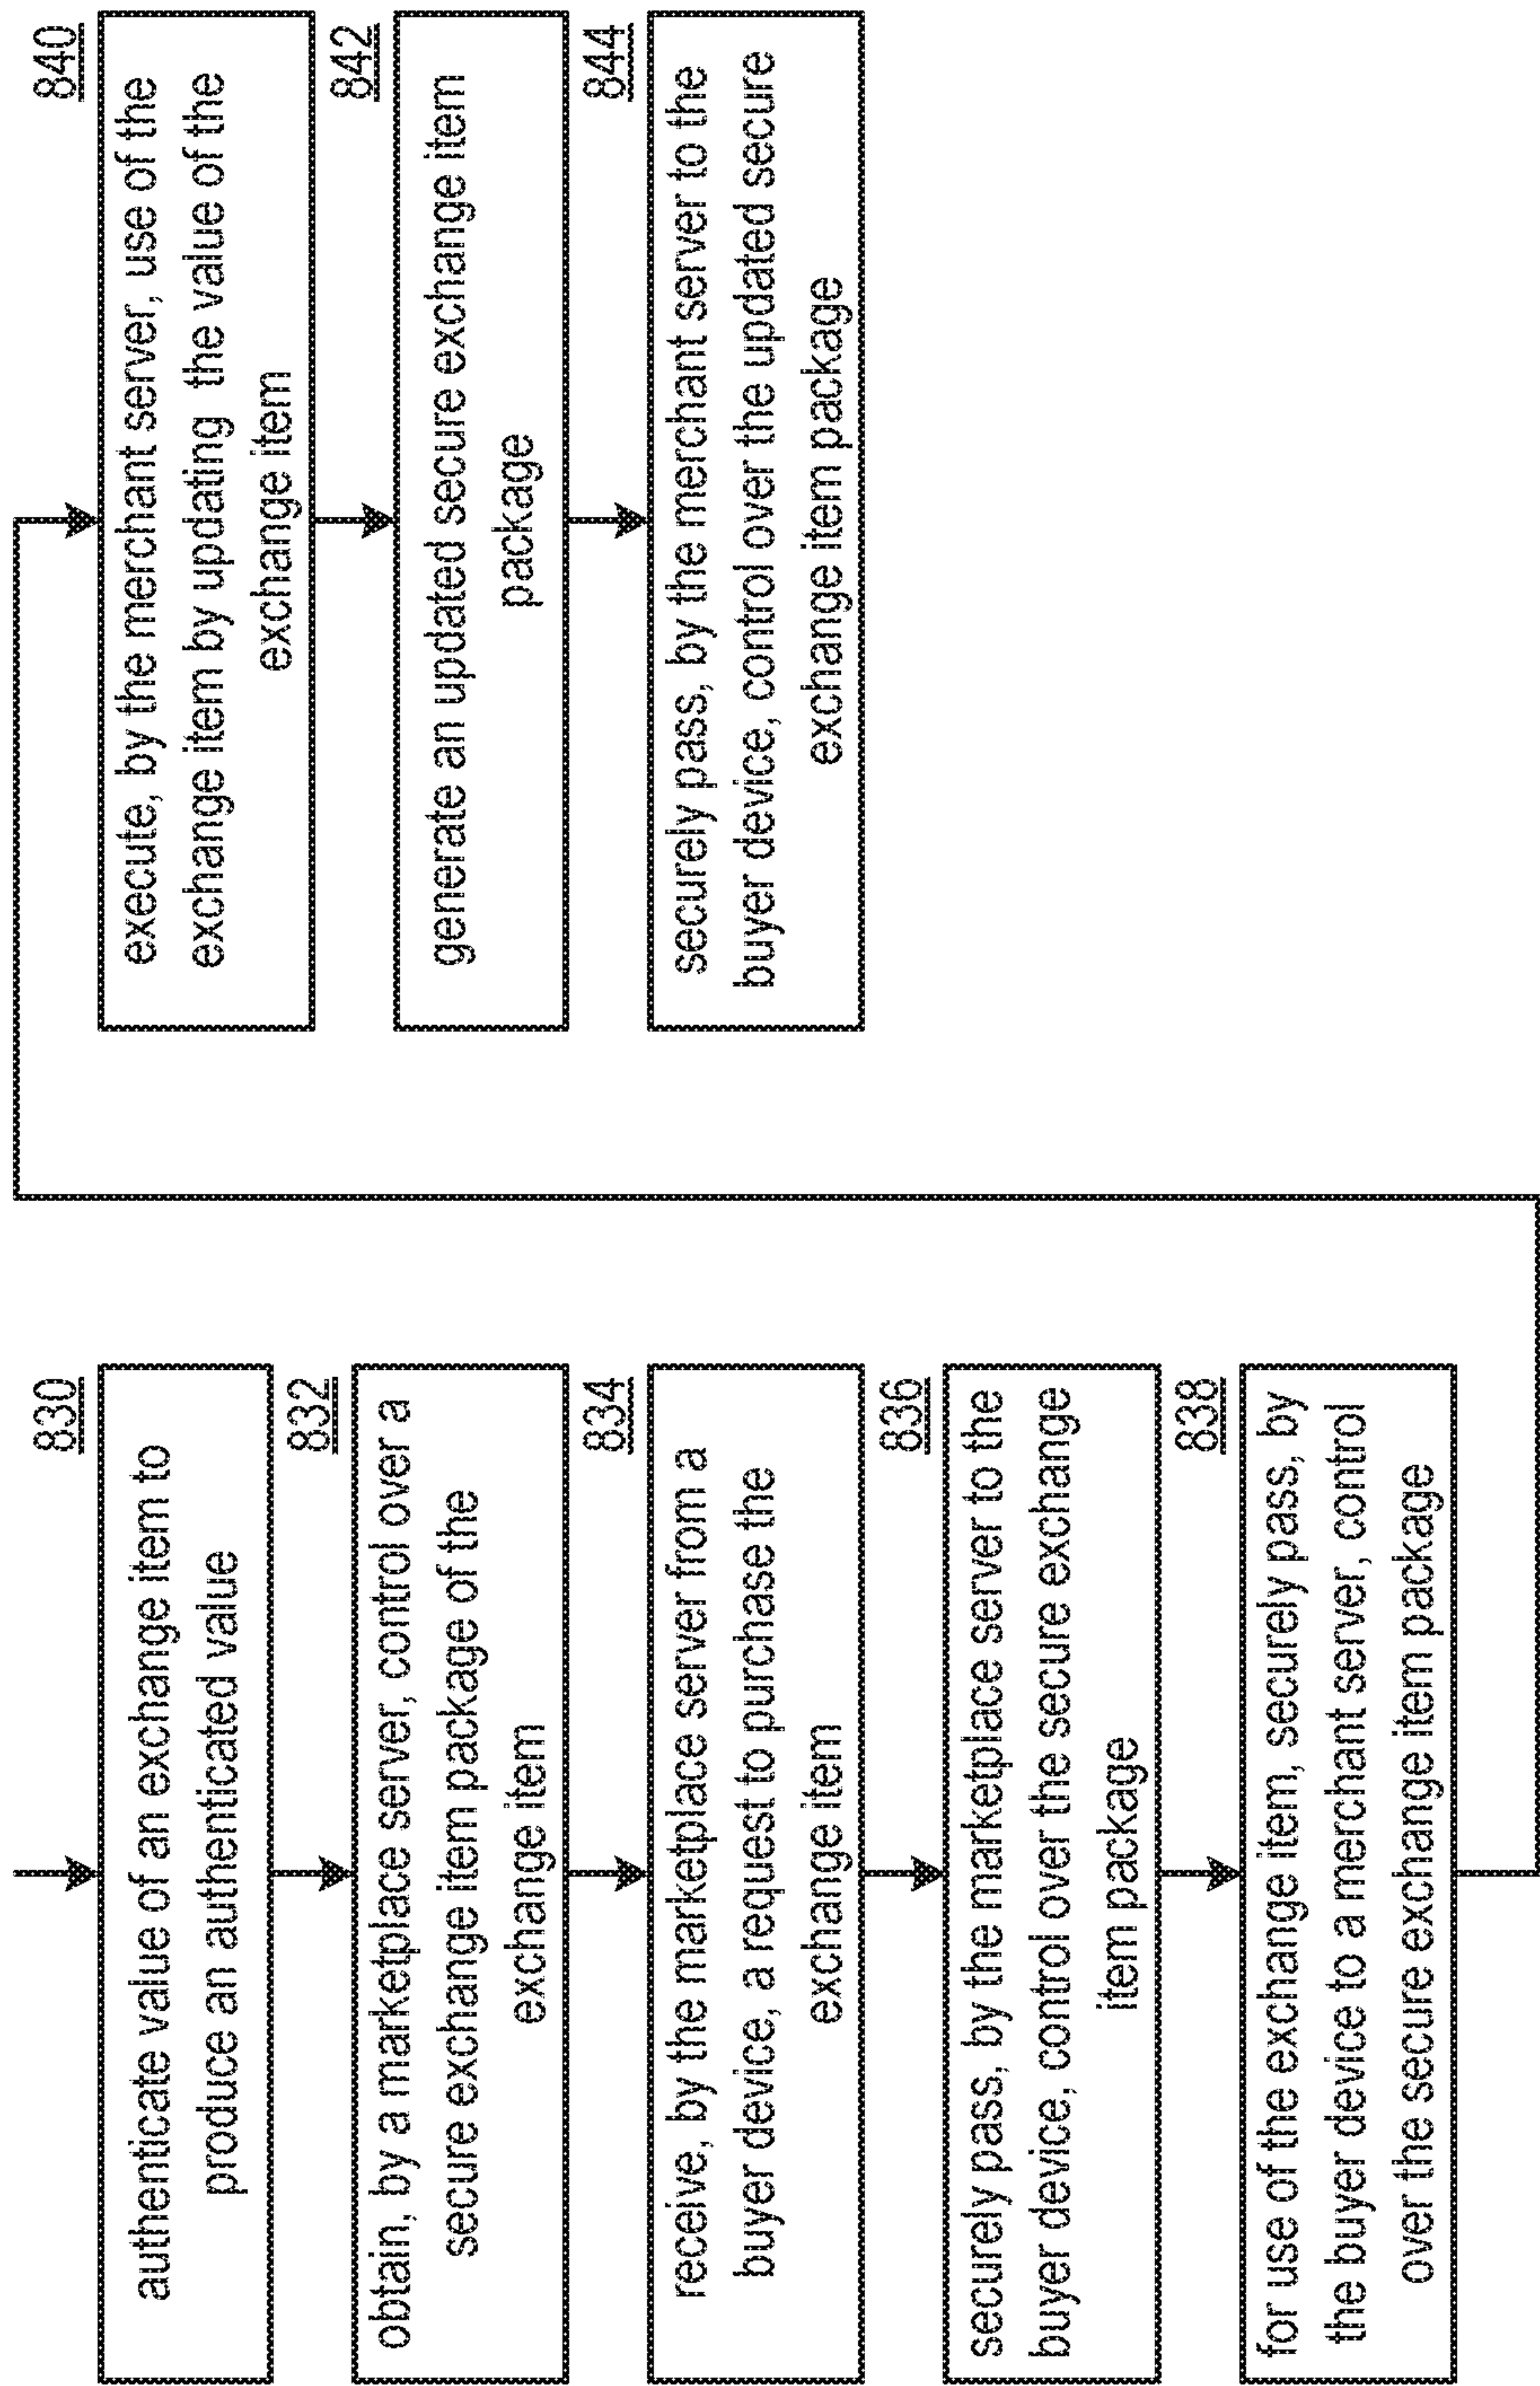 830
authenticate value of an exchange item to
produce an authenticated value
832
obtain, by a marketplace server, control over a
secure exchange item package of the
exchange item
834
receive, by the marketplace server from a
buyer device, a request to purchase the
exchange item
836
securely pass, by the marketplace server to the
buyer device, control over the secure exchange
item package
838
for use of the exchange item, securely pass, by
the buyer device to a merchant server, control
over the secure exchange item package
840
execute, by the merchant server, use of the
exchange item by updating the value of the
exchange item
842
generate an updated secure exchange item
package
844
securely pass, by the merchant server to the
buyer device, control over the updated secure
exchange item package